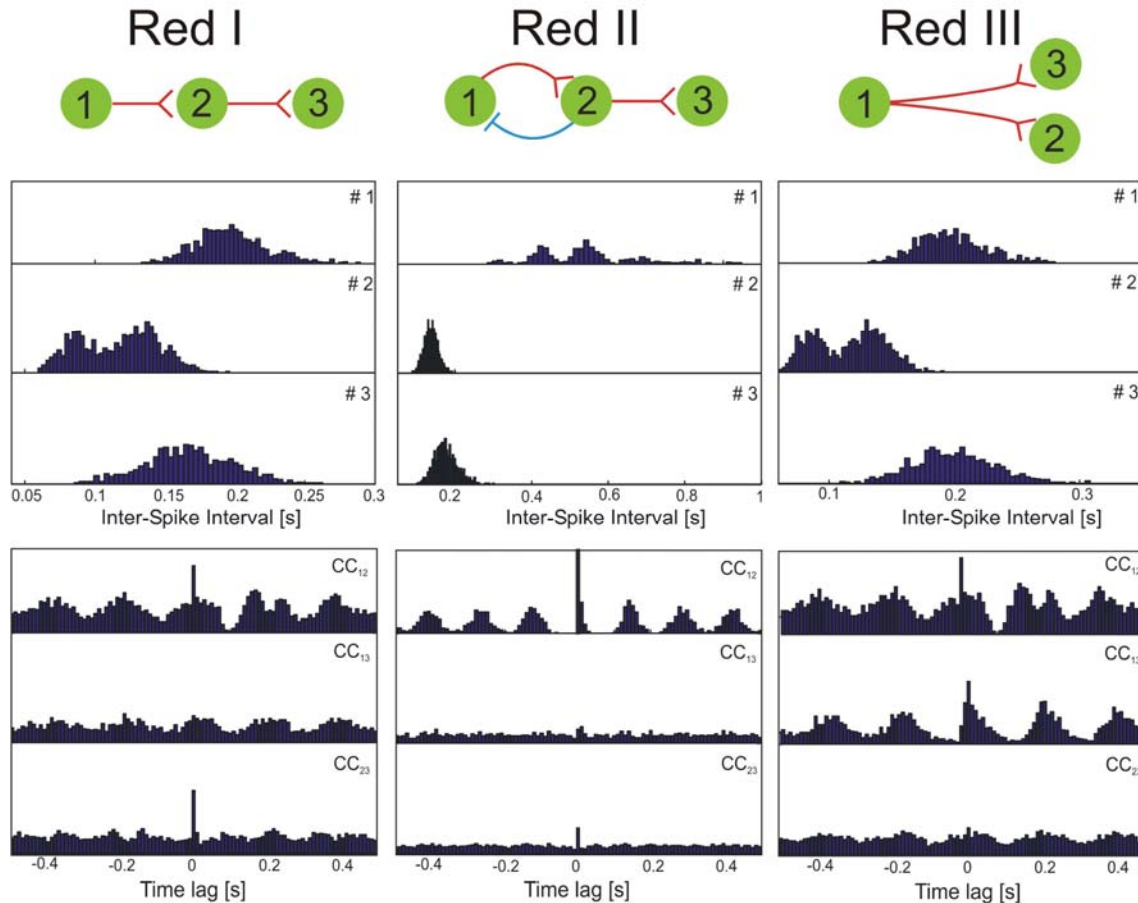 Red I
Red II
Red III
1 2 3
1 2 3
1 3
2
# 1
# 2
# 3
0.05 0.1 0.15 0.2 0.25 0.3
Inter-Spike Interval [s]
# 1
# 2
# 3
0.2 0.4 0.6 0.8 1
Inter-Spike Interval [s]
# 1
# 2
# 3
0.1 0.2 0.3
Inter-Spike Interval [s]
CC12
CC13
CC23
-0.4 -0.2 0 0.2 0.4
Time lag [s]
CC12
CC13
CC23
-0.4 -0.2 0 0.2 0.4
Time lag [s]
CC12
CC13
CC23
-0.4 -0.2 0 0.2 0.4
Time lag [s]